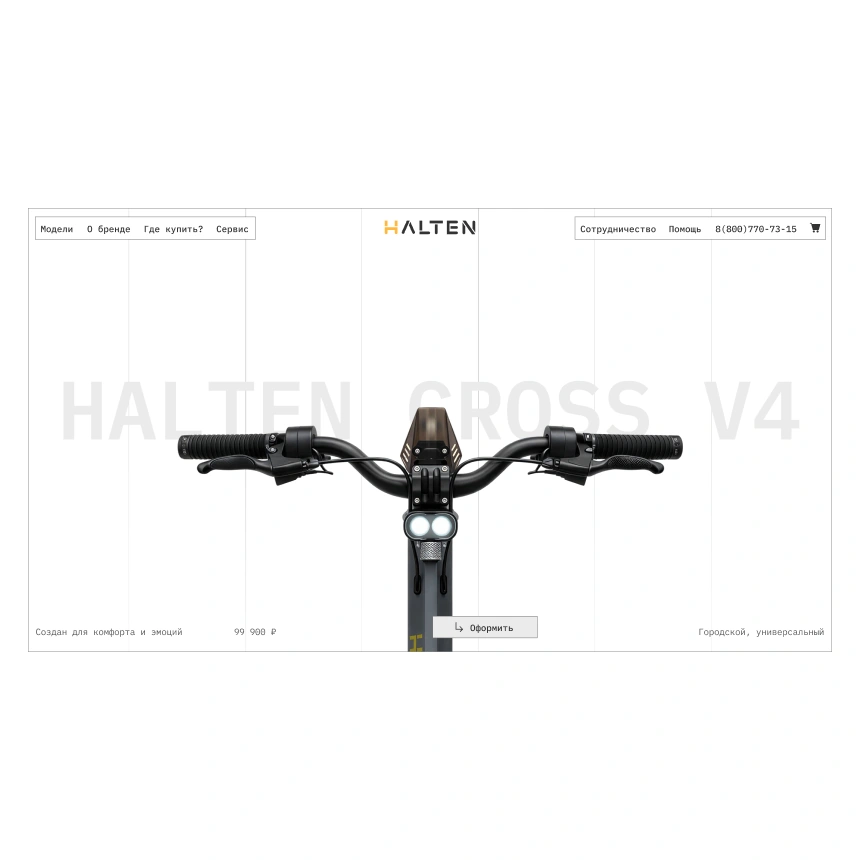 Модели О бренде Где купить? Сервис HALTEN Сотрудничество Помощь 8(800)770-73-15
HALTEN CROSS V4
Создан для комфорта и эмоций 99 900 ₽ Оформить Городской, универсальный
H